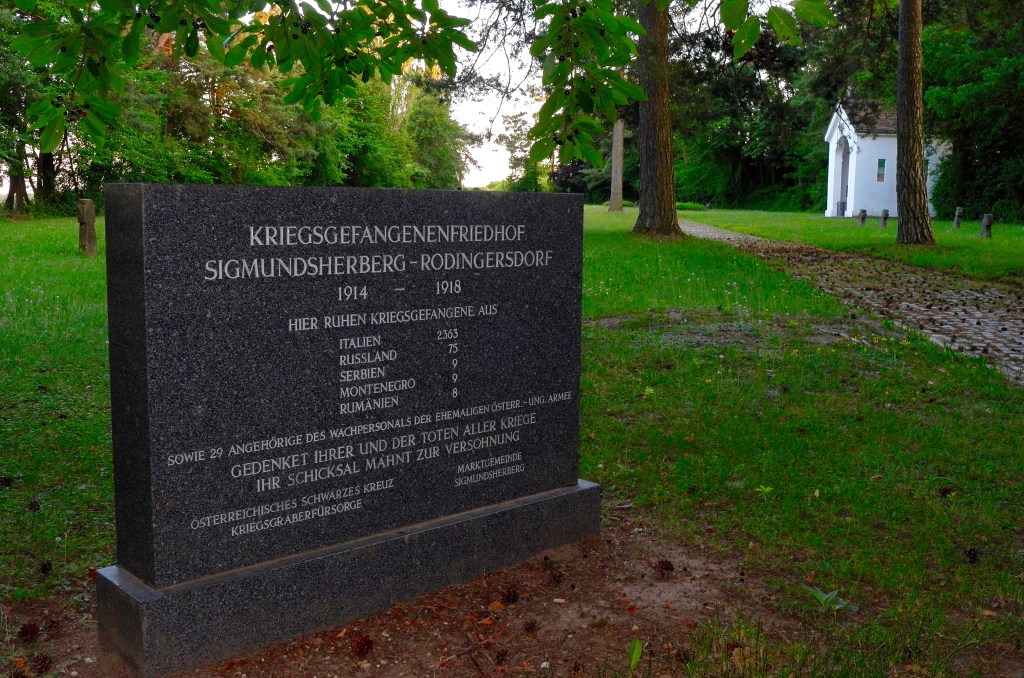 KRIEGSGEFANGENENFRIEDHOF
SIGMUNDSHERBERG-RODINGERSDORF
1914 – 1918
HIER RUHEN KRIEGSGEFANGENE AUS
ITALIEN 2363
RUSSLAND 75
SERBIEN 9
MONTENEGRO 9
RUMÄNIEN 8
SOWIE 29 ANGEHÖRIGE DES WACHPERSONALS DER EHEMALIGEN ÖSTERR.-UNG. ARMEE
GEDENKET IHRER UND DER TOTEN ALLER KRIEGE
IHR SCHICKSAL MAHNT ZUR VERSÖHNUNG
ÖSTERREICHISCHES SCHWARZES KREUZ
KRIEGSGRÄBERFÜRSORGE
MARKTGEMEINDE
SIGMUNDSHERBERG